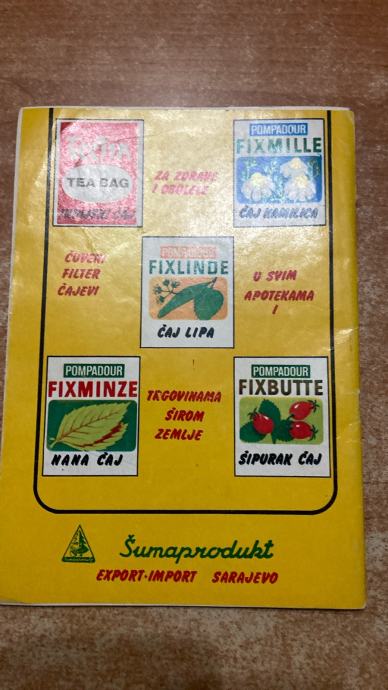 TEA BAG
POMPADOUR
FIXMILLE
ČAJ KAMILICA
ZA ZDRAVE
I OBOLELE
ČUVENI
FILTER
ČAJEVI
POMPADOUR
FIXLINDE
ČAJ LIPA
U SVIM
APOTEKAMA
I
POMPADOUR
FIXMINZE
NANA ČAJ
TRGOVINAMA
ŠIROM
ZEMLJE
POMPADOUR
FIXBUTTE
ŠIPURAK ČAJ
Šumaprodukt
EXPORT-IMPORT SARAJEVO